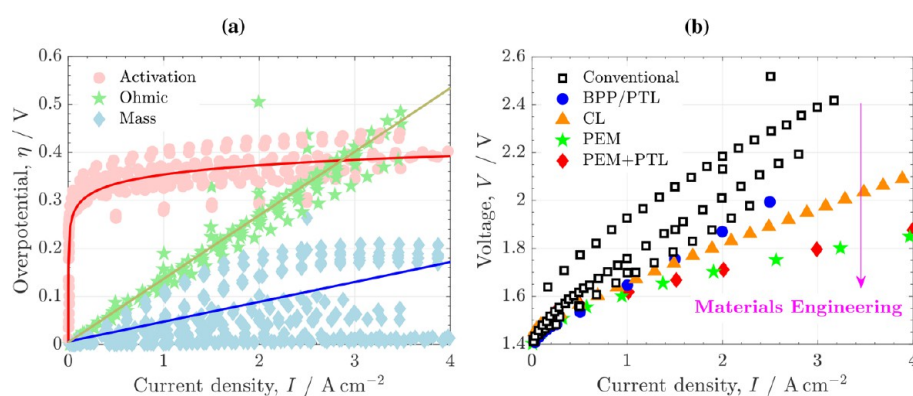 (a)
(b)
Overpotential, η / V
0.6
0.5
0.4
0.3
0.2
0.1
0
Activation
Ohmic
Mass
0
1
2
3
4
Current density, I / A cm−2
Voltage, V / V
2.6
2.4
2.2
2.0
1.8
1.6
1.4
Conventional
BPP/PTL
CL
PEM
PEM+PTL
Materials Engineering
0
1
2
3
4
Current density, I / A cm−2